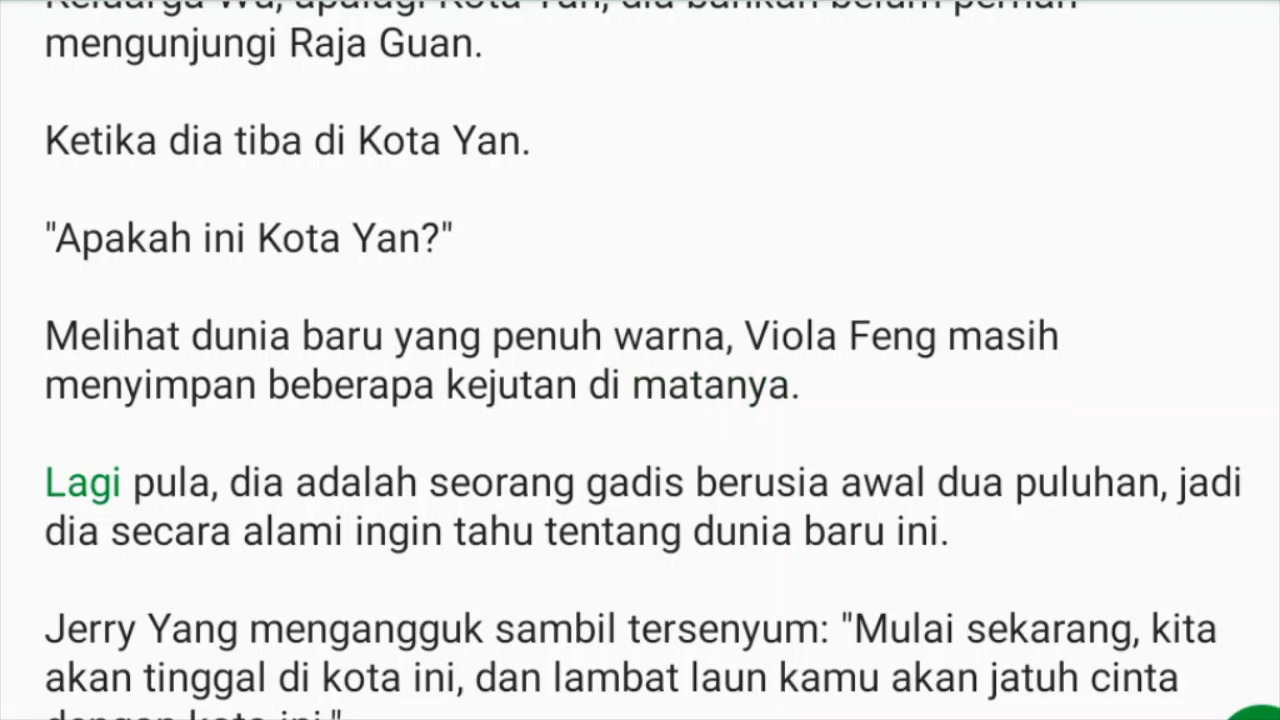 mengunjungi Raja Guan.
Ketika dia tiba di Kota Yan.
"Apakah ini Kota Yan?"
Melihat dunia baru yang penuh warna, Viola Feng masih
menyimpan beberapa kejutan di matanya.
Lagi pula, dia adalah seorang gadis berusia awal dua puluhan, jadi
dia secara alami ingin tahu tentang dunia baru ini.
Jerry Yang mengangguk sambil tersenyum: "Mulai sekarang, kita
akan tinggal di kota ini, dan lambat laun kamu akan jatuh cinta